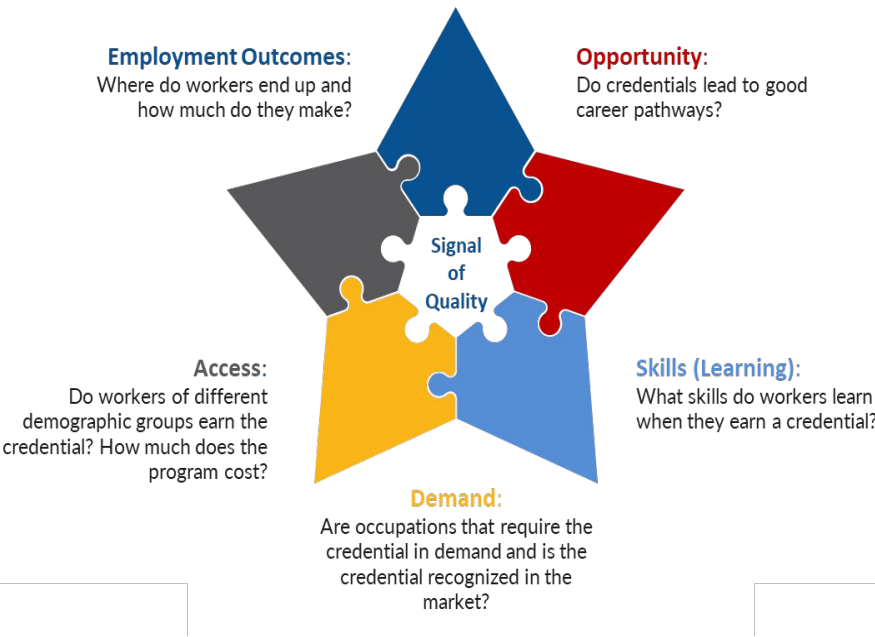 Employment Outcomes:
Where do workers end up and
how much do they make?
Opportunity:
Do credentials lead to good
career pathways?
Signal
of
Quality
Access:
Do workers of different
demographic groups earn the
credential? How much does the
program cost?
Skills (Learning):
What skills do workers learn
when they earn a credential?
Demand:
Are occupations that require the
credential in demand and is the
credential recognized in the
market?